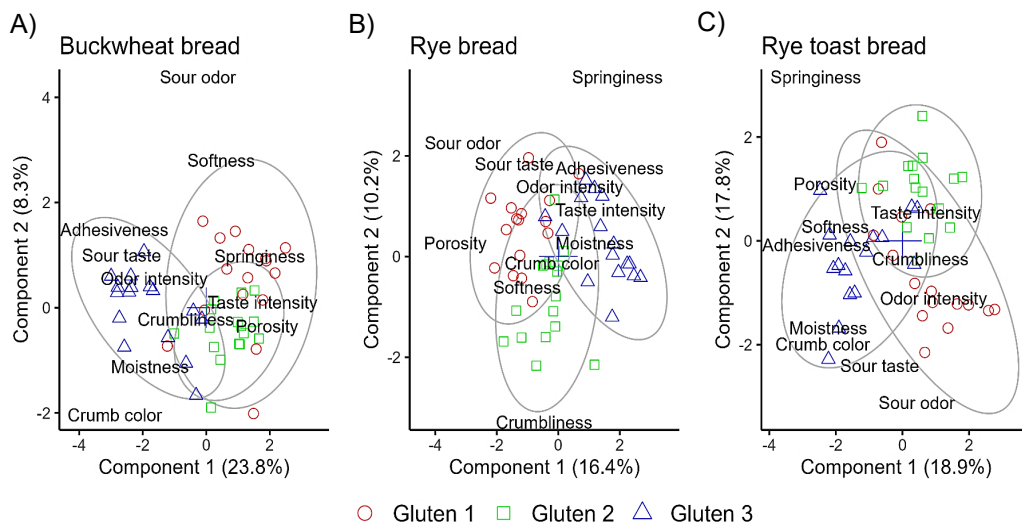 A)
Buckwheat bread
Component 2 (8.3%)
4
2
0
-2
Sour odor
Softness
Adhesiveness
Sour taste
Springiness
Odor intensity
Taste intensity
Crumbliness
Porosity
Moistness
Crumb color
-4
-2
0
2
Component 1 (23.8%)
B)
Rye bread
Component 2 (10.2%)
2
0
-2
Springiness
Sour odor
Sour taste
Adhesiveness
Odor intensity
Taste intensity
Porosity
Moistness
Crumb color
Softness
Crumbliness
-4
-2
0
2
Component 1 (16.4%)
C)
Rye toast bread
Component 2 (17.8%)
2
0
-2
Springiness
Porosity
Taste intensity
Softness
Adhesiveness
Crumbliness
Odor intensity
Moistness
Crumb color
Sour taste
Sour odor
-4
-2
0
2
Component 1 (18.9%)
Gluten 1
Gluten 2
Gluten 3